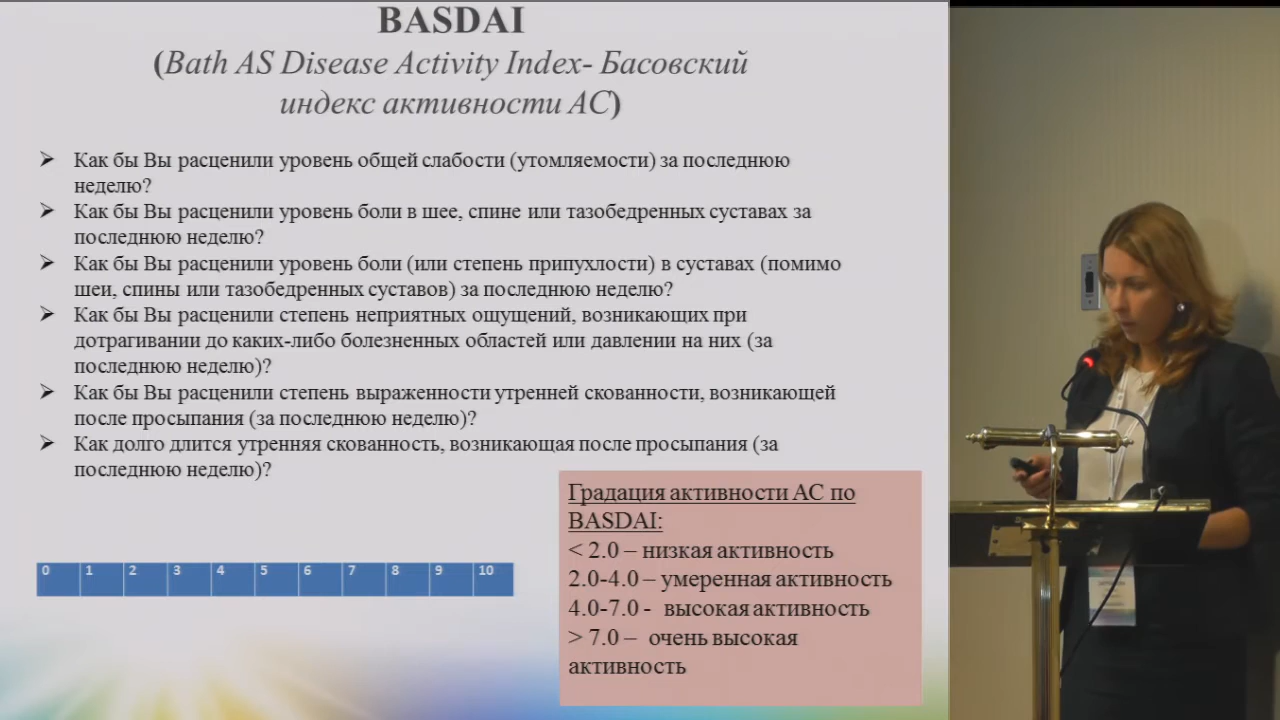 BASDAI
(Bath AS Disease Activity Index- Басовский
индекс активности АС)
➢ Как бы Вы расценили уровень общей слабости (утомляемости) за последнюю
неделю?
➢ Как бы Вы расценили уровень боли в шее, спине или тазобедренных суставах за
последнюю неделю?
➢ Как бы Вы расценили уровень боли (или степень припухлости) в суставах (помимо
шеи, спины или тазобедренных суставов) за последнюю неделю?
➢ Как бы Вы расценили степень неприятных ощущений, возникающих при
дотрагивании до каких-либо болезненных областей или давлении на них (за
последнюю неделю)?
➢ Как бы Вы расценили степень выраженности утренней скованности, возникающей
после просыпания (за последнюю неделю)?
➢ Как долго длится утренняя скованность, возникающая после просыпания (за
последнюю неделю)?
0 1 2 3 4 5 6 7 8 9 10
Градация активности АС по
BASDAI:
< 2.0 – низкая активность
2.0-4.0 – умеренная активность
4.0-7.0 - высокая активность
> 7.0 – очень высокая
активность